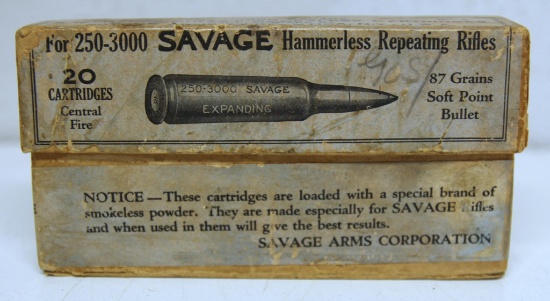 For 250-3000 SAVAGE Hammerless Repeating Rifles
20
CARTRIDGES
Central
Fire
250-3000 SAVAGE
EXPANDING
87 Grains
Soft Point
Bullet
NOTICE — These cartridges are loaded with a special brand of
smokeless powder. They are made especially for SAVAGE Rifles
and when used in them will give the best results.
SAVAGE ARMS CORPORATION